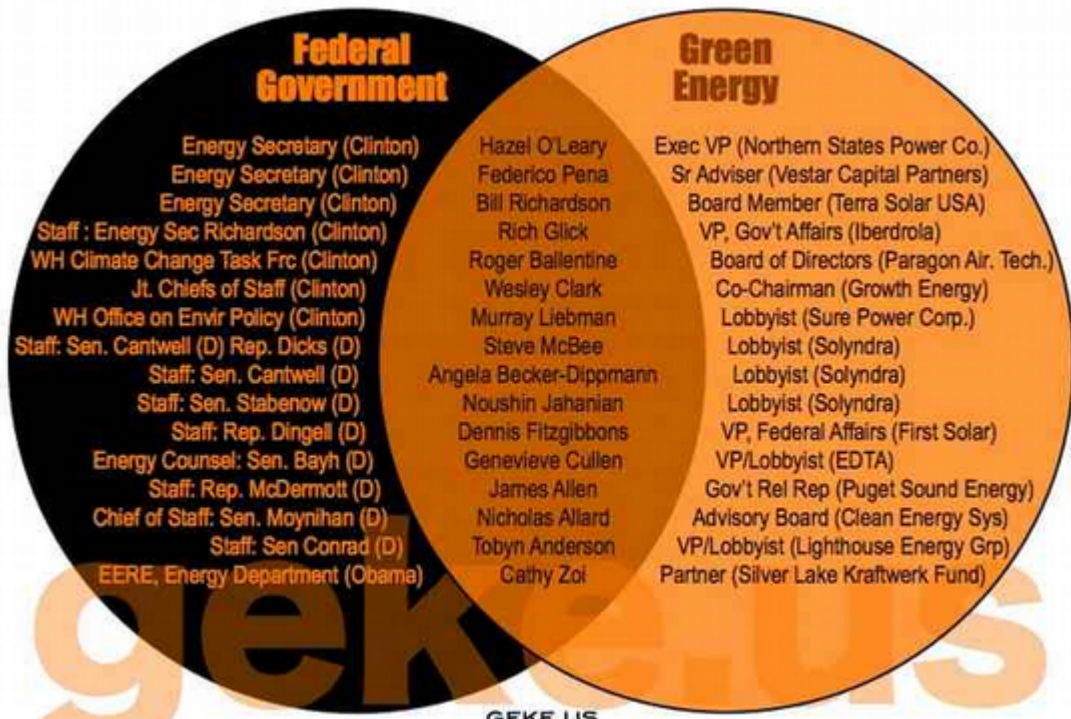 Federal
Government
Green
Energy
Energy Secretary (Clinton) Hazel O'Leary Exec VP (Northern States Power Co.)
Energy Secretary (Clinton) Federico Pena Sr Adviser (Vestar Capital Partners)
Energy Secretary (Clinton) Bill Richardson Board Member (Terra Solar USA)
Staff : Energy Sec Richardson (Clinton) Rich Glick VP, Gov't Affairs (Iberdrola)
WH Climate Change Task Frc (Clinton) Roger Ballentine Board of Directors (Paragon Air. Tech.)
Jt. Chiefs of Staff (Clinton) Wesley Clark Co-Chairman (Growth Energy)
WH Office on Envir Policy (Clinton) Murray Liebman Lobbyist (Sure Power Corp.)
Staff: Sen. Cantwell (D) Rep. Dicks (D) Steve McBee Lobbyist (Solyndra)
Staff: Sen. Cantwell (D) Angela Becker-Dippmann Lobbyist (Solyndra)
Staff: Sen. Stabenow (D) Noushin Jahanian Lobbyist (Solyndra)
Staff: Rep. Dingell (D) Dennis Fitzgibbons VP, Federal Affairs (First Solar)
Energy Counsel: Sen. Bayh (D) Genevieve Cullen VP/Lobbyist (EDTA)
Staff: Rep. McDermott (D) James Allen Gov't Rel Rep (Puget Sound Energy)
Chief of Staff: Sen. Moynihan (D) Nicholas Allard Advisory Board (Clean Energy Sys)
Staff: Sen Conrad (D) Tobyn Anderson VP/Lobbyist (Lighthouse Energy Grp)
EERE, Energy Department (Obama) Cathy Zoi Partner (Silver Lake Kraftwerk Fund)
geke.us
GEKE.US